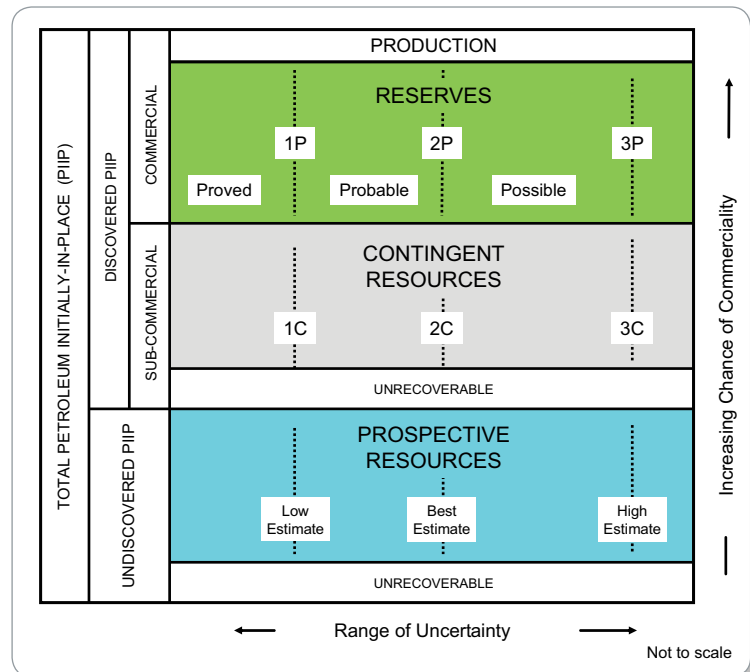 PRODUCTION
TOTAL PETROLEUM INITIALLY-IN-PLACE (PIIP)
DISCOVERED PIIP
COMMERCIAL
RESERVES
1P
2P
3P
Proved
Probable
Possible
SUB-COMMERCIAL
CONTINGENT
RESOURCES
1C
2C
3C
UNRECOVERABLE
UNDISCOVERED PIIP
PROSPECTIVE
RESOURCES
Low
Estimate
Best
Estimate
High
Estimate
UNRECOVERABLE
Increasing Chance of Commerciality
Range of Uncertainty
Not to scale